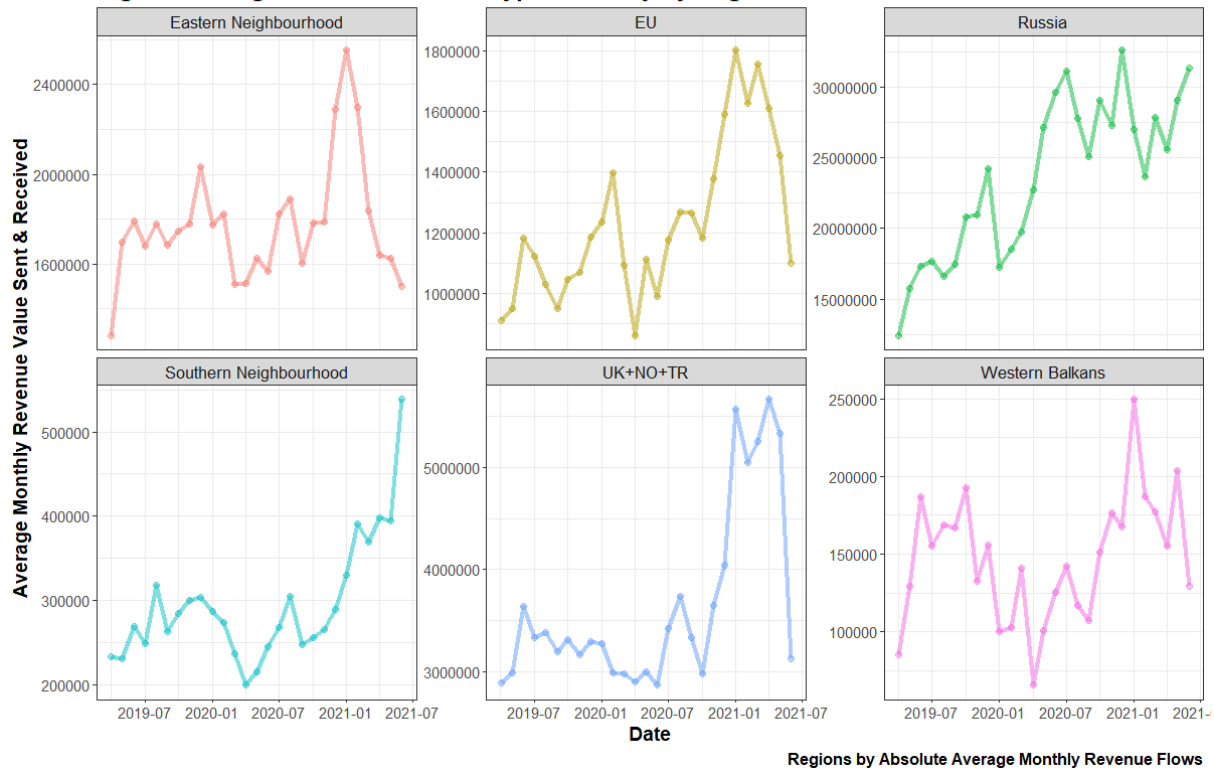 Eastern Neighbourhood
EU
Russia
2400000
2000000
1600000
1800000
1600000
1400000
1200000
1000000
30000000
25000000
20000000
15000000
Southern Neighbourhood
UK+NO+TR
Western Balkans
500000
400000
300000
200000
5000000
4000000
3000000
250000
200000
150000
100000
2019-07 2020-01 2020-07 2021-01 2021-07
2019-07 2020-01 2020-07 2021-01 2021-07
2019-07 2020-01 2020-07 2021-01
Average Monthly Revenue Value Sent & Received
Date
Regions by Absolute Average Monthly Revenue Flows